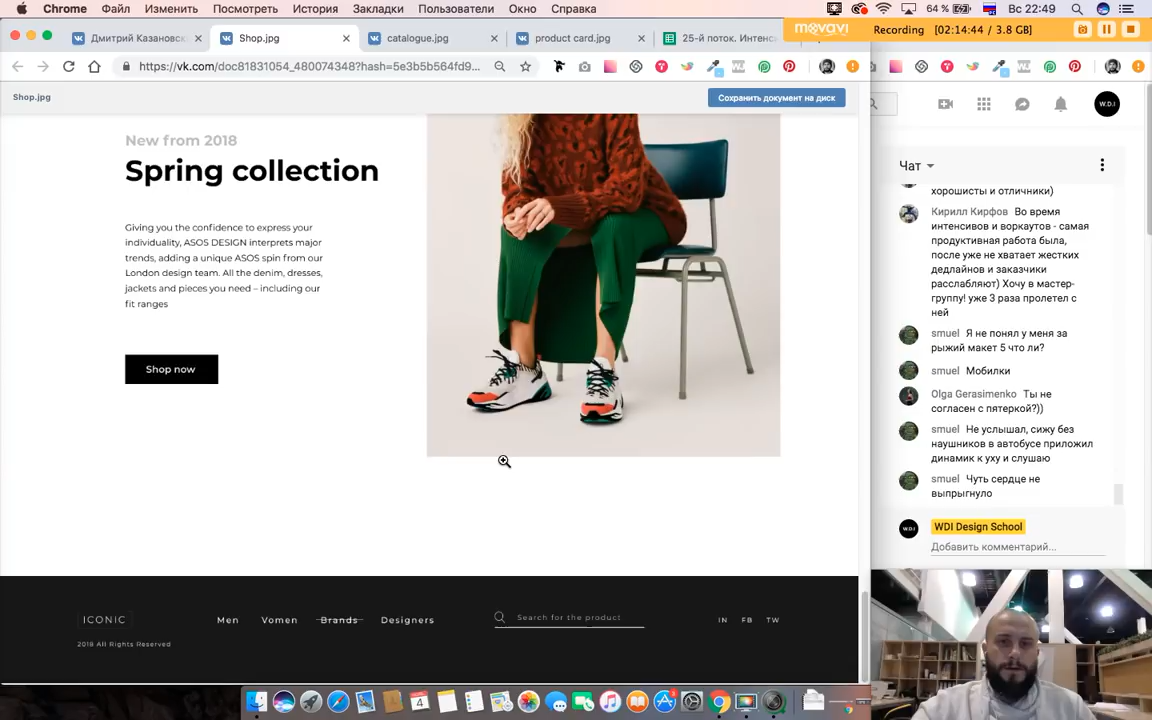 Chrome Файл Изменить Посмотреть История Закладки Пользователи Окно Справка 64 % Вс 22:49
Дмитрий Казановск Shop.jpg catalogue.jpg product card.jpg 25-й поток. Интенс
movavi Recording [02:14:44 / 3.8 GB]
https://vk.com/doc81831054_480074348?hash=5e3b5b564fd9...
Shop.jpg Сохранить документ на диск
W.D.I
New from 2018
Spring collection
Giving you the confidence to express your
individuality, ASOS DESIGN interprets major
trends, adding a unique ASOS spin from our
London design team. All the denim, dresses,
jackets and pieces you need – including our
fit ranges
Shop now
ICONIC Men Women Brands Designers Search for the product IN FB TW
2018 All Rights Reserved
Чат
хорошисты и отличники)
Кирилл Кирфов Во время
интенсивов и воркаутов - самая
продуктивная работа была,
после уже не хватает жестких
дедлайнов и заказчики
расслабляют) Хочу в мастер-
группу! уже 3 раза пролетел с
ней
smuel Я не понял у меня за
рыжий макет 5 что ли?
smuel Мобилки
Olga Gerasimenko Ты не
согласен с пятеркой?))
smuel Не услышал, сижу без
наушников в автобусе приложил
динамик к уху и слушаю
smuel Чуть сердце не
выпрыгнуло
W.D.I WDI Design School
Добавить комментарий...
4